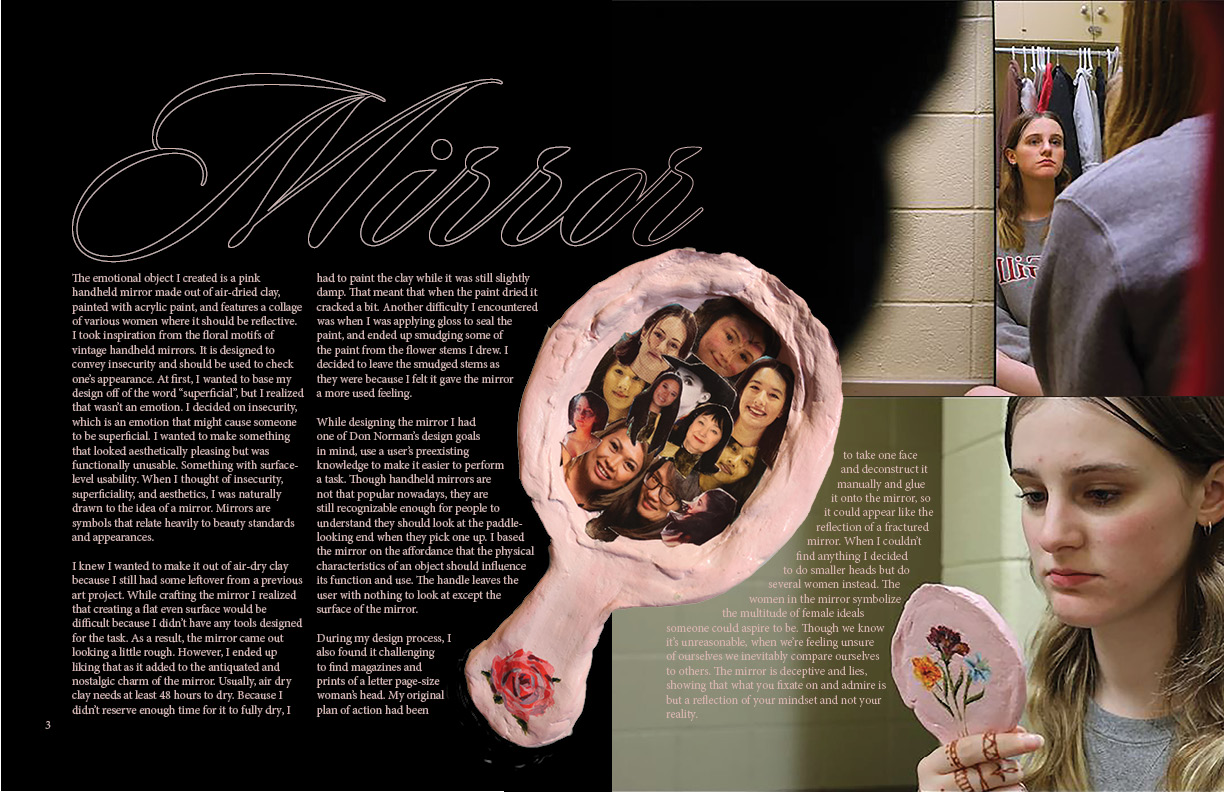 Mirror
The emotional object I created is a pink
handheld mirror made out of air-dried clay,
painted with acrylic paint, and features a collage
of various women where it should be reflective.
I took inspiration from the floral motifs of
vintage handheld mirrors. It is designed to
convey insecurity and should be used to check
one's appearance. At first, I wanted to base my
design off of the word “superficial”, but I realized
that wasn't an emotion. I decided on insecurity,
which is an emotion that might cause someone
to be superficial. I wanted to make something
that looked aesthetically pleasing but was
functionally unusable. Something with surface-
level usability. When I thought of insecurity,
superficiality, and aesthetics, I was naturally
drawn to the idea of a mirror. Mirrors are
symbols that relate heavily to beauty standards
and appearances.
I knew I wanted to make it out of air-dry clay
because I still had some leftover from a previous
art project. While crafting the mirror I realized
that creating a flat even surface would be
difficult because I didn't have any tools designed
for the task. As a result, the mirror came out
looking a little rough. However, I ended up
liking that as it added to the antiquated and
nostalgic charm of the mirror. Usually, air dry
clay needs at least 48 hours to dry. Because I
didn't reserve enough time for it to fully dry, I
had to paint the clay while it was still slightly
damp. That meant that when the paint dried it
cracked a bit. Another difficulty I encountered
was when I was applying gloss to seal the
paint, and ended up smudging some of
the paint from the flower stems I drew. I
decided to leave the smudged stems as
they were because I felt it gave the mirror
a more used feeling.
While designing the mirror I had
one of Don Norman's design goals
in mind, use a user's preexisting
knowledge to make it easier to perform
a task. Though handheld mirrors are
not that popular nowadays, they are
still recognizable enough for people to
understand they should look at the paddle-
looking end when they pick one up. I based
the mirror on the affordance that the physical
characteristics of an object should influence
its function and use. The handle leaves the
user with nothing to look at except the
surface of the mirror.
During my design process, I
also found it challenging
to find magazines and
prints of a letter page-size
woman's head. My original
plan of action had been
to take one face
and deconstruct it
manually and glue
it onto the mirror, so
it could appear like the
reflection of a fractured
mirror. When I couldn't
find anything I decided
to do smaller heads but do
several women instead. The
women in the mirror symbolize
the multitude of female ideals
someone could aspire to be. Though we know
it's unreasonable, when we're feeling unsure
of ourselves we inevitably compare ourselves
to others. The mirror is deceptive and lies,
showing that what you fixate on and admire is
but a reflection of your mindset and not your
reality.
3